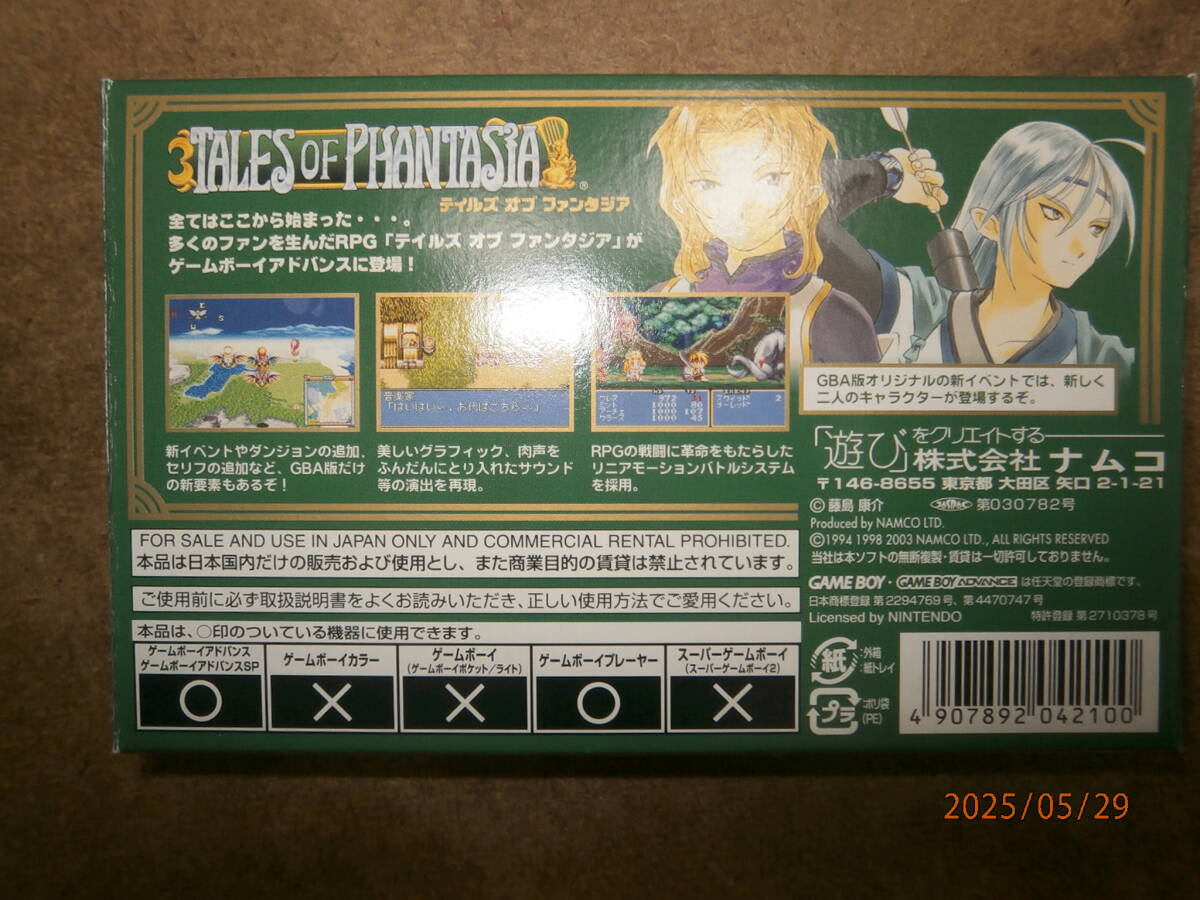 TALES OF PHANTASIA
®
テイルズ オブ ファンタジア
全てはここから始まった・・・。
多くのファンを生んだRPG「テイルズ オブ ファンタジア」が
ゲームボーイアドバンスに登場!
E
S
音楽家
「はいはい~、お代はこちら~」
新イベントやダンジョンの追加、
セリフの追加など、GBA版だけ
の新要素もあるぞ!
美しいグラフィック、肉声を
ふんだんにとり入れたサウンド
等の演出を再現。
RPGの戦闘に革命をもたらした
リニアモーションバトルシステム
を採用。
GBA版オリジナルの新イベントでは、新しく
二人のキャラクターが登場するぞ。
「遊び」をクリエイトする
株式会社 ナムコ
〒146-8655 東京都 大田区 矢口 2-1-21
© 藤島 康介
第030782号
Produced by NAMCO LTD.
©1994 1998 2003 NAMCO LTD., ALL RIGHTS RESERVED
当社は本ソフトの無断複製・賃貸は一切許可しておりません。
GAME BOY・GAME BOY ADVANCE は任天堂の登録商標です。
日本商標登録 第2294769号、第4470747号
Licensed by NINTENDO
特許登録 第2710378号
FOR SALE AND USE IN JAPAN ONLY AND COMMERCIAL RENTAL PROHIBITED.
本品は日本国内だけの販売および使用とし、また商業目的の賃貸は禁止されています。
ご使用前に必ず取扱説明書をよくお読みいただき、正しい使用方法でご愛用ください。
本品は、○印のついている機器に使用できます。
ゲームボーイアドバンス
ゲームボーイアドバンスSP
○
ゲームボーイカラー
×
ゲームボーイ
(ゲームボーイポケット/ライト)
×
ゲームボーイプレーヤー
○
スーパーゲームボーイ
(スーパーゲームボーイ2)
×
紙
:外箱
:紙トレイ
プラ
:ポリ袋
(PE)
4 907892 042100
2025/05/29